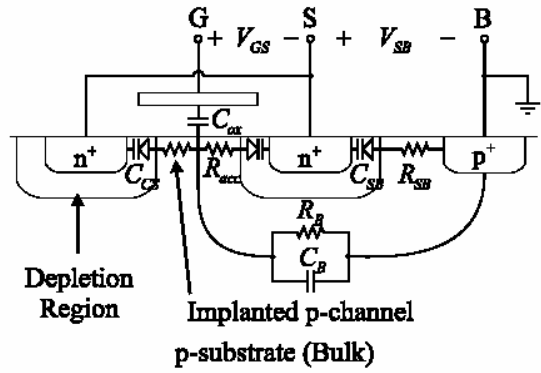 G + V_GS − S + V_SB − B
C_ox
n⁺ C_GS R_acc n⁺ C_SB R_SB p⁺
R_B
C_B
Depletion
Region
Implanted p-channel
p-substrate (Bulk)